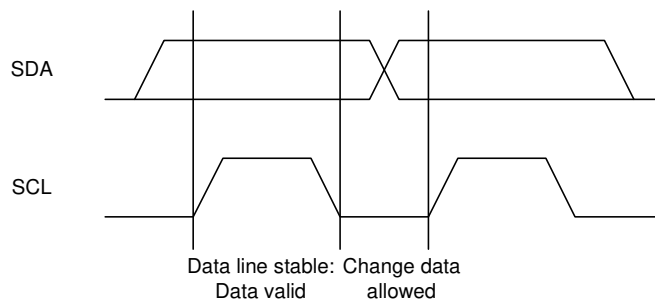 SDA
SCL
Data line stable: Change data
Data valid allowed